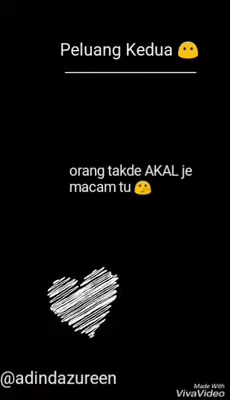 Peluang Kedua 😶
orang takde AKAL je
macam tu 🙄
@adindazureen
Made With
VivaVideo